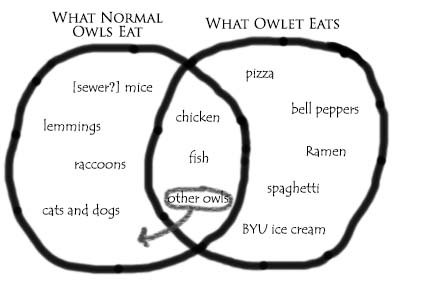 What Normal
Owls Eat
What Owlet Eats
[sewer?] mice
lemmings
raccoons
cats and dogs
chicken
fish
other owls
pizza
bell peppers
Ramen
spaghetti
BYU ice cream